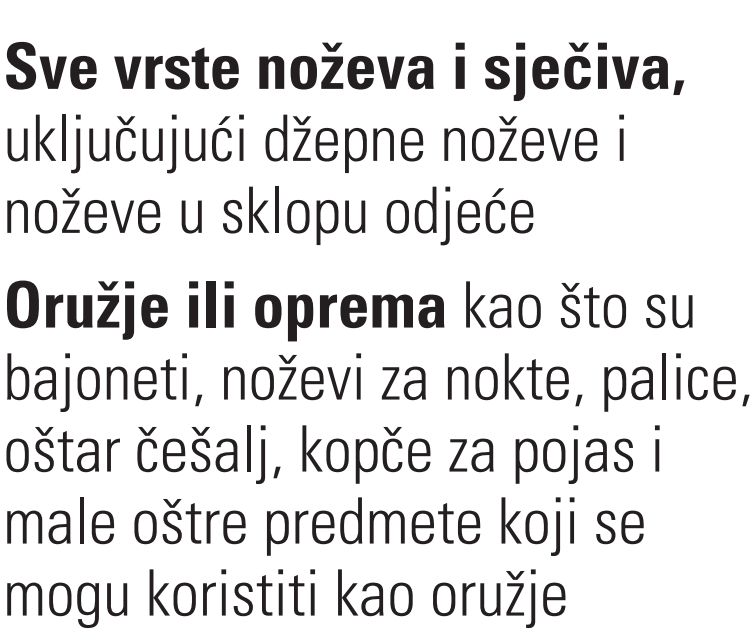 Sve vrste noževa i sječiva,
uključujući džepne noževe i
noževe u sklopu odjeće
Oružje ili oprema kao što su
bajoneti, noževi za nokte, palice,
oštar češalj, kopče za pojas i
male oštre predmete koji se
mogu koristiti kao oružje